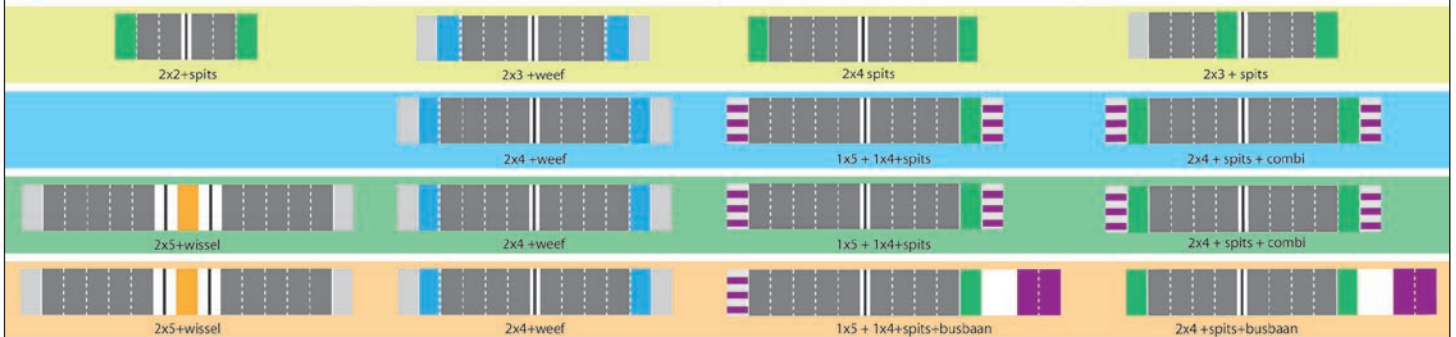 2x2+spits
2x3 +weef
2x4 spits
2x3 + spits
2x4 +weef
1x5 + 1x4+spits
2x4 + spits + combi
2x5+wissel
2x4 +weef
1x5 + 1x4+spits
2x4 + spits + combi
2x5+wissel
2x4+weef
1x5 + 1x4+spits+busbaan
2x4 +spits+busbaan